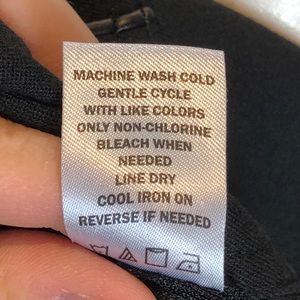 MACHINE WASH COLD
GENTLE CYCLE
WITH LIKE COLORS
ONLY NON-CHLORINE
BLEACH WHEN
NEEDED
LINE DRY
COOL IRON ON
REVERSE IF NEEDED